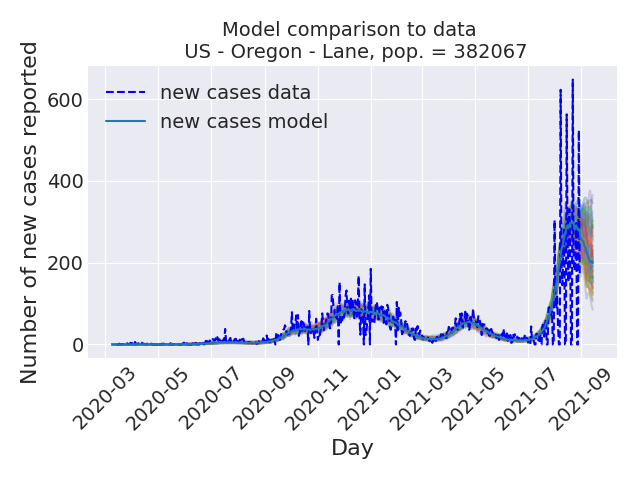 Model comparison to data
US - Oregon - Lane, pop. = 382067
Number of new cases reported
600
400
200
0
new cases data
new cases model
2020-03
2020-05
2020-07
2020-09
2020-11
2021-01
2021-03
2021-05
2021-07
2021-09
Day